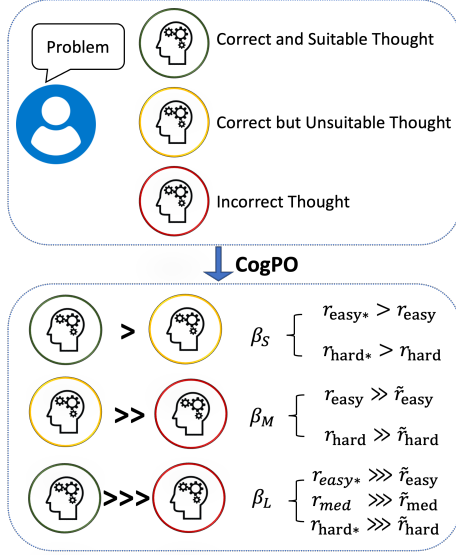 Problem
Correct and Suitable Thought
Correct but Unsuitable Thought
Incorrect Thought
CogPO
> β_S { r_easy* > r_easy
r_hard* > r_hard
>> β_M { r_easy ≫ r̃_easy
r_hard ≫ r̃_hard
>>> β_L { r_easy* ⋙ r̃_easy
r_med ⋙ r̃_med
r_hard* ⋙ r̃_hard